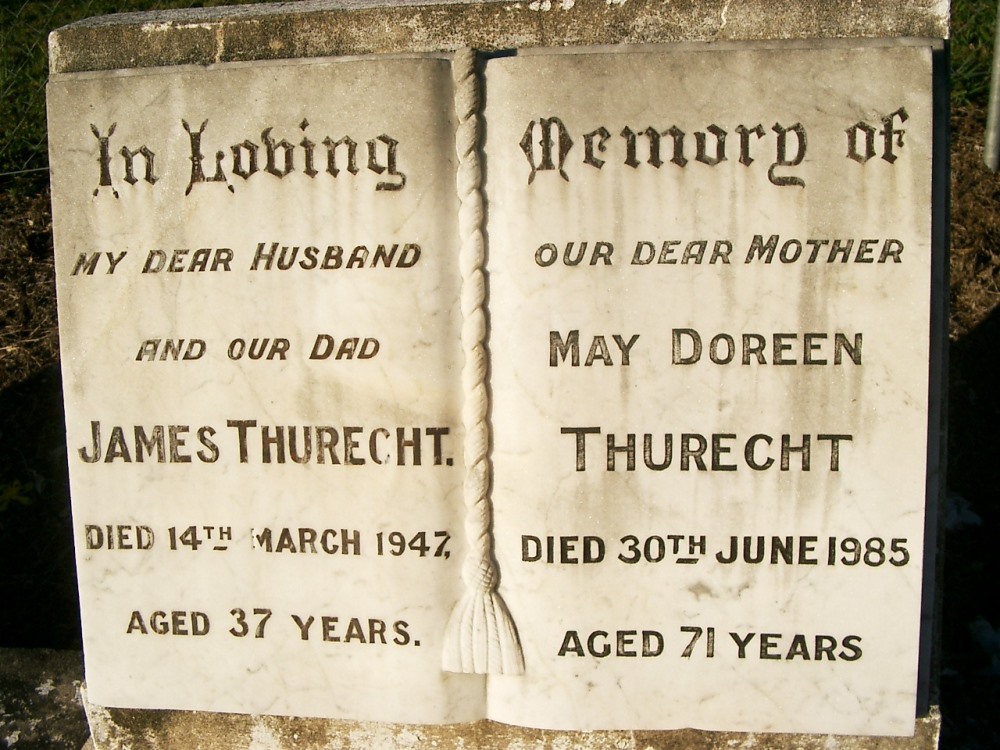 In Loving Memory of
MY DEAR HUSBAND
AND OUR DAD
JAMES THURECHT.
DIED 14TH MARCH 1947,
AGED 37 YEARS.
OUR DEAR MOTHER
MAY DOREEN
THURECHT
DIED 30TH JUNE 1985
AGED 71 YEARS